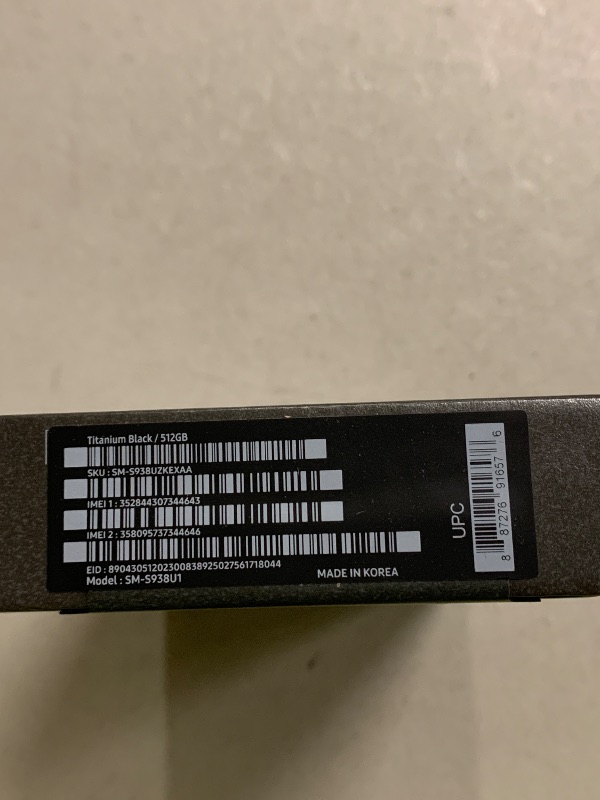 Titanium Black / 512GB
SKU : SM-S938UZKEXAA
IMEI 1 : 352844307344643
IMEI 2 : 358095737344646
EID : 89043051202300838925027561718044
Model : SM-S938U1
MADE IN KOREA
UPC
8 87276 91657 6